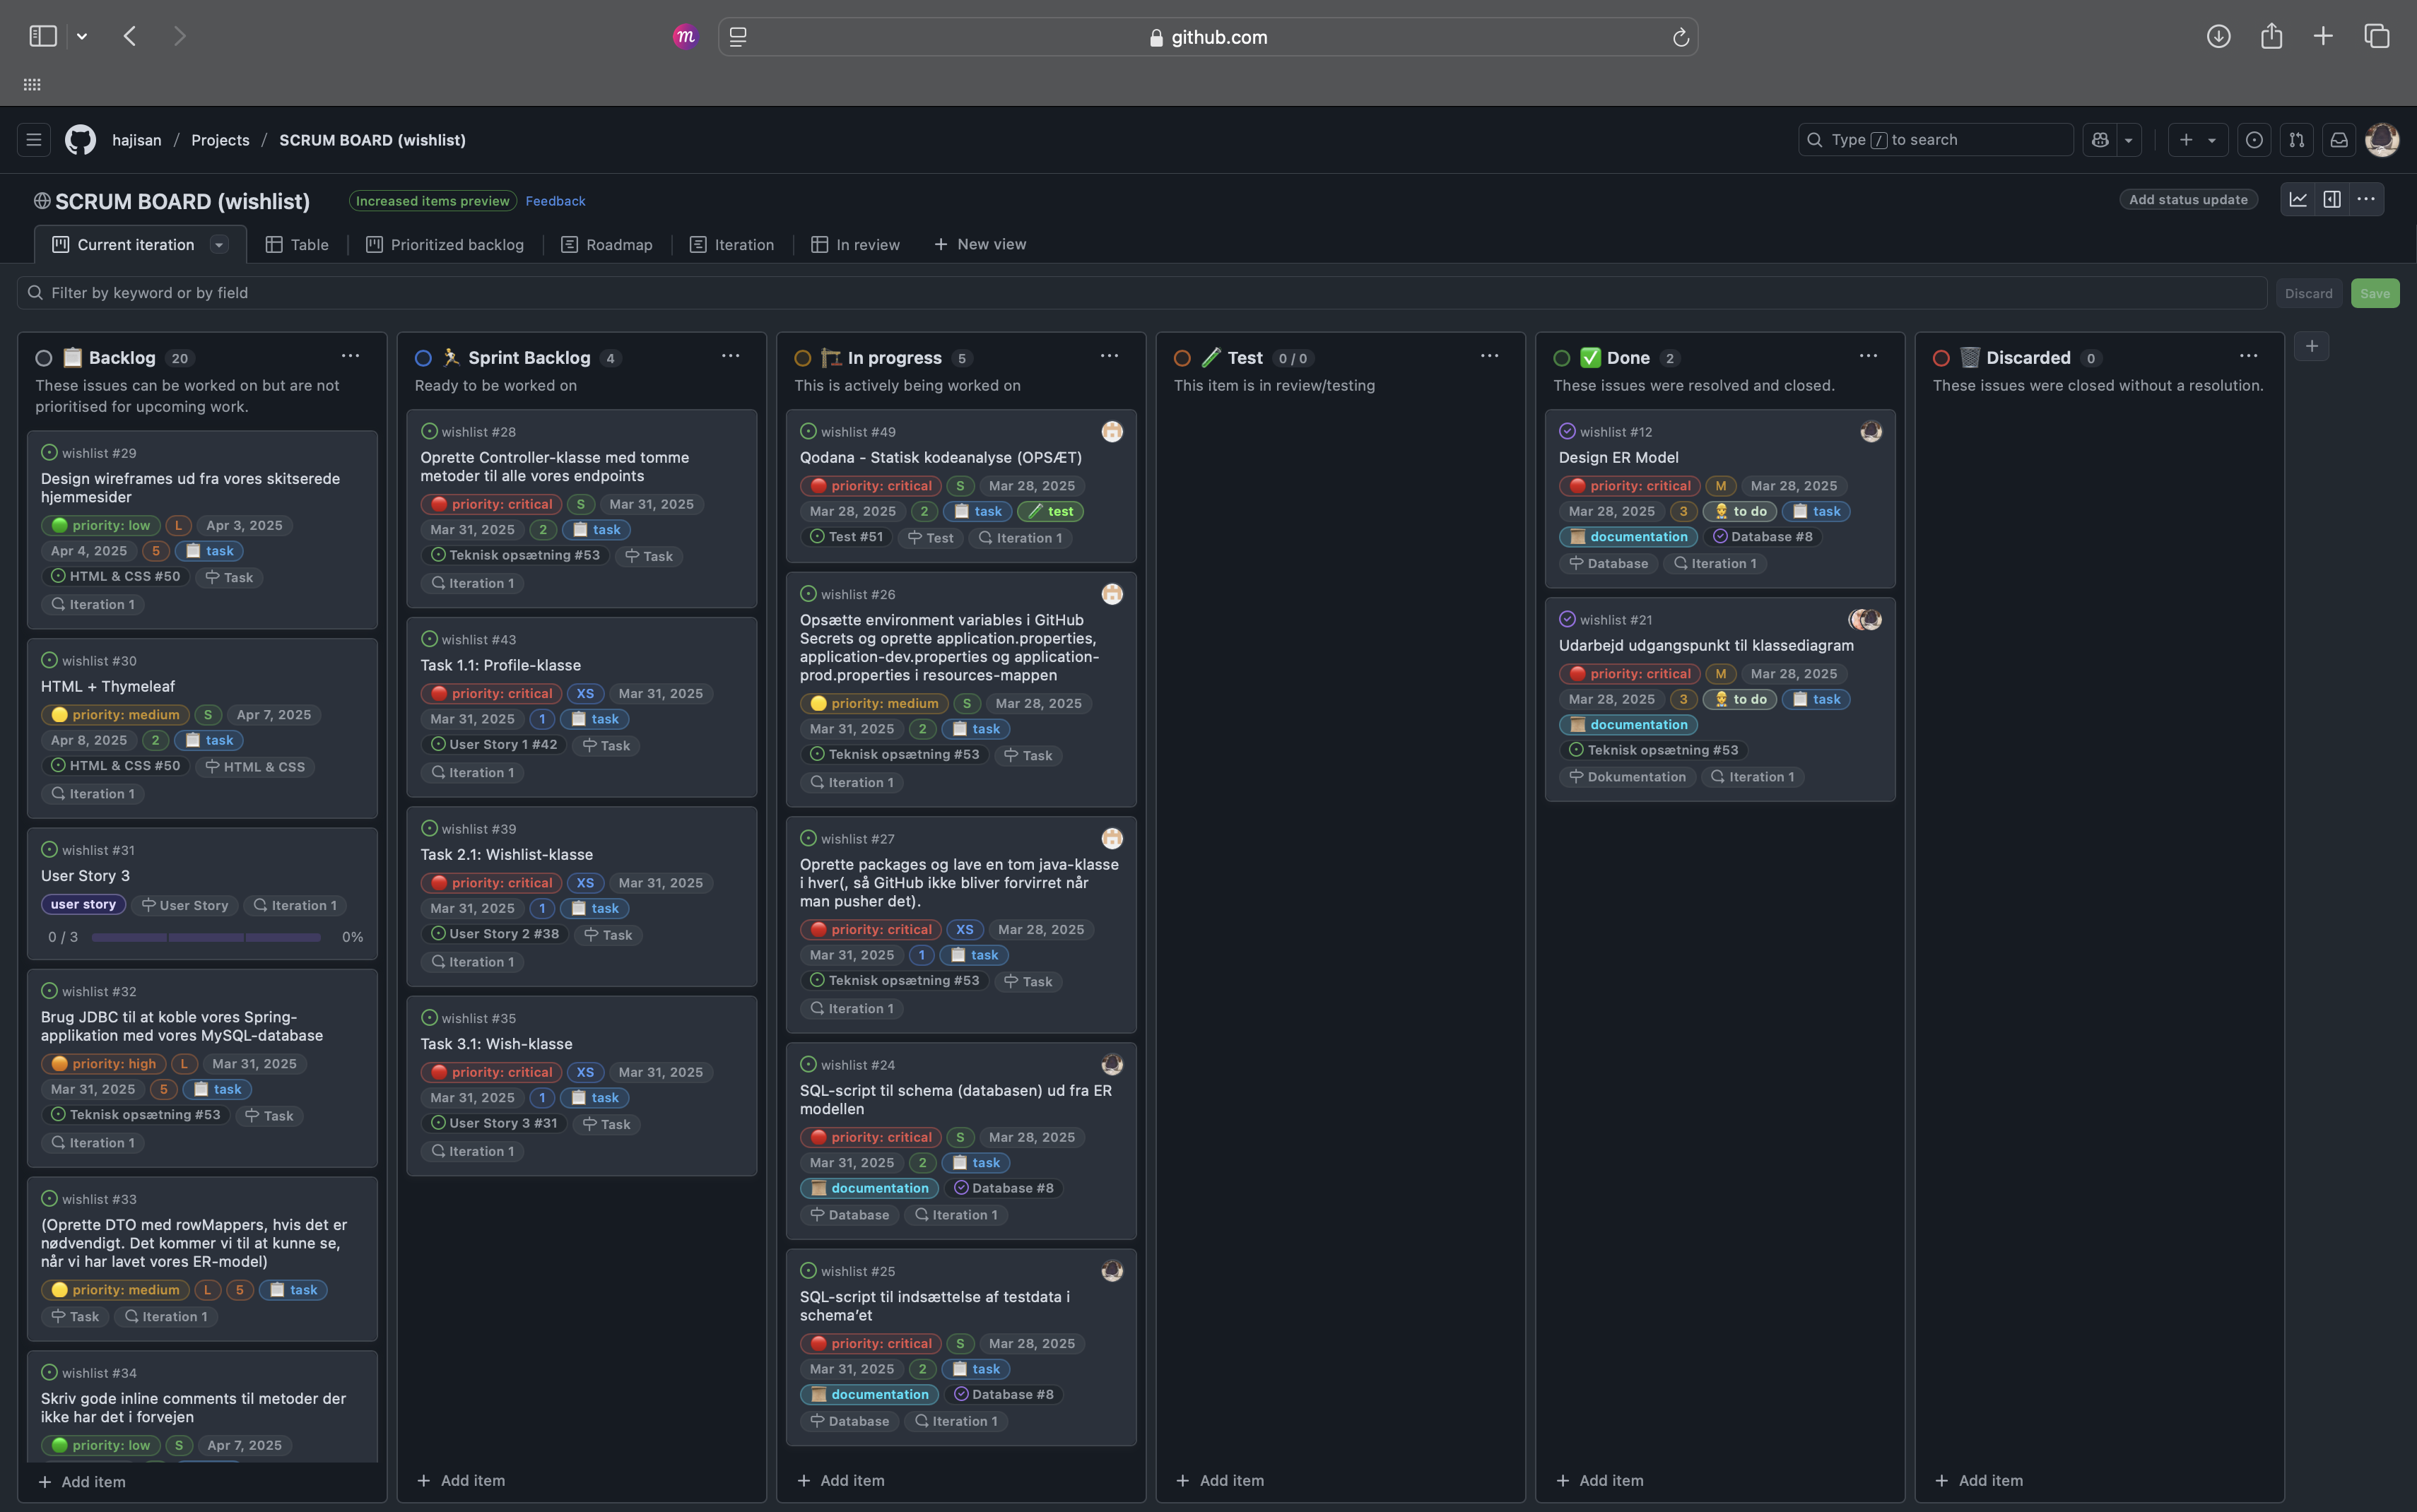 m
github.com
hajisan / Projects / SCRUM BOARD (wishlist)
Type / to search
SCRUM BOARD (wishlist)
Increased items preview Feedback
Add status update
Current iteration Table Prioritized backlog Roadmap Iteration In review New view
Filter by keyword or by field
Discard Save
Backlog 20
These issues can be worked on but are not
prioritised for upcoming work.
wishlist #29
Design wireframes ud fra vores skitserede
hjemmesider
priority: low L Apr 3, 2025
Apr 4, 2025 5 task
HTML & CSS #50 Task
Iteration 1
wishlist #30
HTML + Thymeleaf
priority: medium S Apr 7, 2025
Apr 8, 2025 2 task
HTML & CSS #50 HTML & CSS
Iteration 1
wishlist #31
User Story 3
user story User Story Iteration 1
0 / 3 0%
wishlist #32
Brug JDBC til at koble vores Spring-
applikation med vores MySQL-database
priority: high L Mar 31, 2025
Mar 31, 2025 5 task
Teknisk opsætning #53 Task
Iteration 1
wishlist #33
(Oprette DTO med rowMappers, hvis det er
nødvendigt. Det kommer vi til at kunne se,
når vi har lavet vores ER-model)
priority: medium L 5 task
Task Iteration 1
wishlist #34
Skriv gode inline comments til metoder der
ikke har det i forvejen
priority: low S Apr 7, 2025
Add item
Sprint Backlog 4
Ready to be worked on
wishlist #28
Oprette Controller-klasse med tomme
metoder til alle vores endpoints
priority: critical S Mar 31, 2025
Mar 31, 2025 2 task
Teknisk opsætning #53 Task
Iteration 1
wishlist #43
Task 1.1: Profile-klasse
priority: critical XS Mar 31, 2025
Mar 31, 2025 1 task
User Story 1 #42 Task
Iteration 1
wishlist #39
Task 2.1: Wishlist-klasse
priority: critical XS Mar 31, 2025
Mar 31, 2025 1 task
User Story 2 #38 Task
Iteration 1
wishlist #35
Task 3.1: Wish-klasse
priority: critical XS Mar 31, 2025
Mar 31, 2025 1 task
User Story 3 #31 Task
Iteration 1
Add item
In progress 5
This is actively being worked on
wishlist #49
Qodana - Statisk kodeanalyse (OPSÆT)
priority: critical S Mar 28, 2025
Mar 28, 2025 2 task test
Test #51 Test Iteration 1
wishlist #26
Opsætte environment variables i GitHub
Secrets og oprette application.properties,
application-dev.properties og application-
prod.properties i resources-mappen
priority: medium S Mar 28, 2025
Mar 31, 2025 2 task
Teknisk opsætning #53 Task
Iteration 1
wishlist #27
Oprette packages og lave en tom java-klasse
i hver(, så GitHub ikke bliver forvirret når
man pusher det).
priority: critical XS Mar 28, 2025
Mar 31, 2025 1 task
Teknisk opsætning #53 Task
Iteration 1
wishlist #24
SQL-script til schema (databasen) ud fra ER
modellen
priority: critical S Mar 28, 2025
Mar 31, 2025 2 task
documentation Database #8
Database Iteration 1
wishlist #25
SQL-script til indsættelse af testdata i
schema'et
priority: critical S Mar 28, 2025
Mar 31, 2025 2 task
documentation Database #8
Database Iteration 1
Add item
Test 0 / 0
This item is in review/testing
Add item
Done 2
These issues were resolved and closed.
wishlist #12
Design ER Model
priority: critical M Mar 28, 2025
Mar 28, 2025 3 to do task
documentation Database #8
Database Iteration 1
wishlist #21
Udarbejd udgangspunkt til klassediagram
priority: critical M Mar 28, 2025
Mar 28, 2025 3 to do task
documentation
Teknisk opsætning #53
Dokumentation Iteration 1
Add item
Discarded 0
These issues were closed without a resolution.
Add item